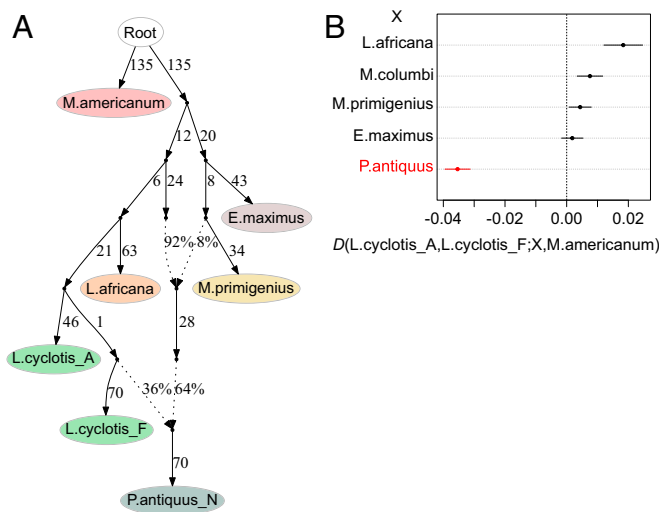 A
Root
135
135
M.americanum
12
20
6
24
8
43
E.maximus
92%
8%
21
63
34
L.africana
M.primigenius
46
1
28
L.cyclotis_A
70
36%
64%
L.cyclotis_F
70
P.antiquus_N
B
X
L.africana
M.columbi
M.primigenius
E.maximus
P.antiquus
-0.04
-0.02
0.00
0.02
D(L.cyclotis_A,L.cyclotis_F;X,M.americanum)